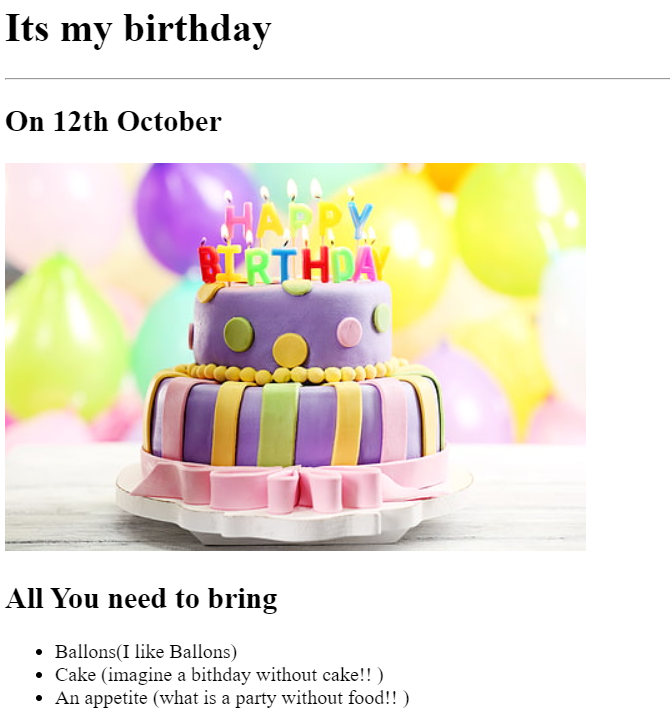 Its my birthday
On 12th October
HAPPY
BIRTHDAY
All You need to bring
Ballons(I like Ballons)
Cake (imagine a bithday without cake!! )
An appetite (what is a party without food!! )